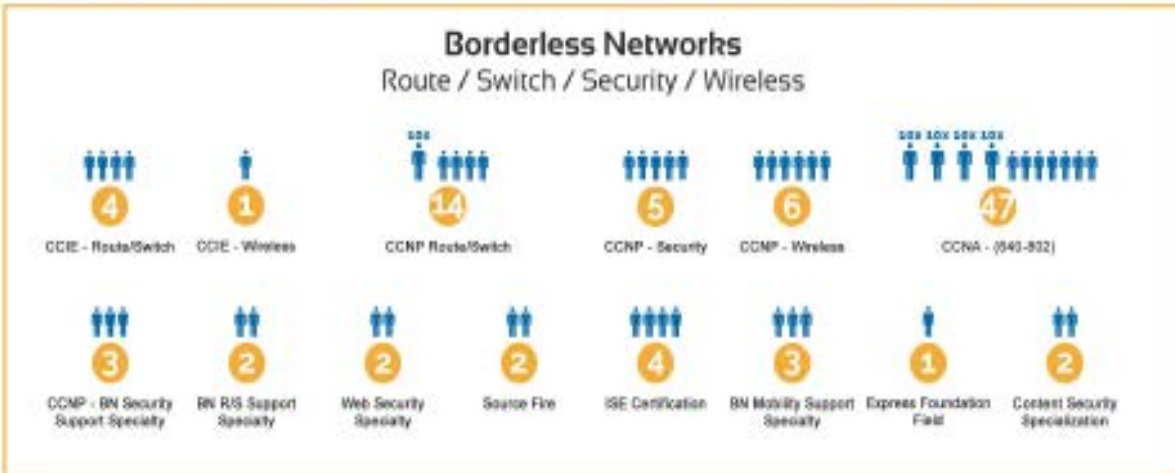 Borderless Networks
Route / Switch / Security / Wireless
10x
10x 10x 10x 10x
4 1 14 5 6 47
CCIE - Route/Switch CCIE - Wireless CCNP Route/Switch CCNP - Security CCNP - Wireless CCNA - (640-802)
3 2 2 2 4 3 1 2
CCNP - BN Security Support Specialty
BN R/S Support Specialty
Web Security Specialty
Source Fire
ISE Certification
BN Mobility Support Specialty
Express Foundation Field
Content Security Specialization